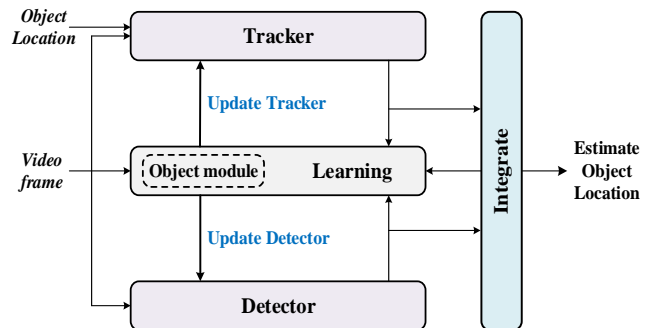 Object
Location
Tracker
Update Tracker
Video
frame
Object module
Learning
Integrate
Estimate
Object
Location
Update Detector
Detector